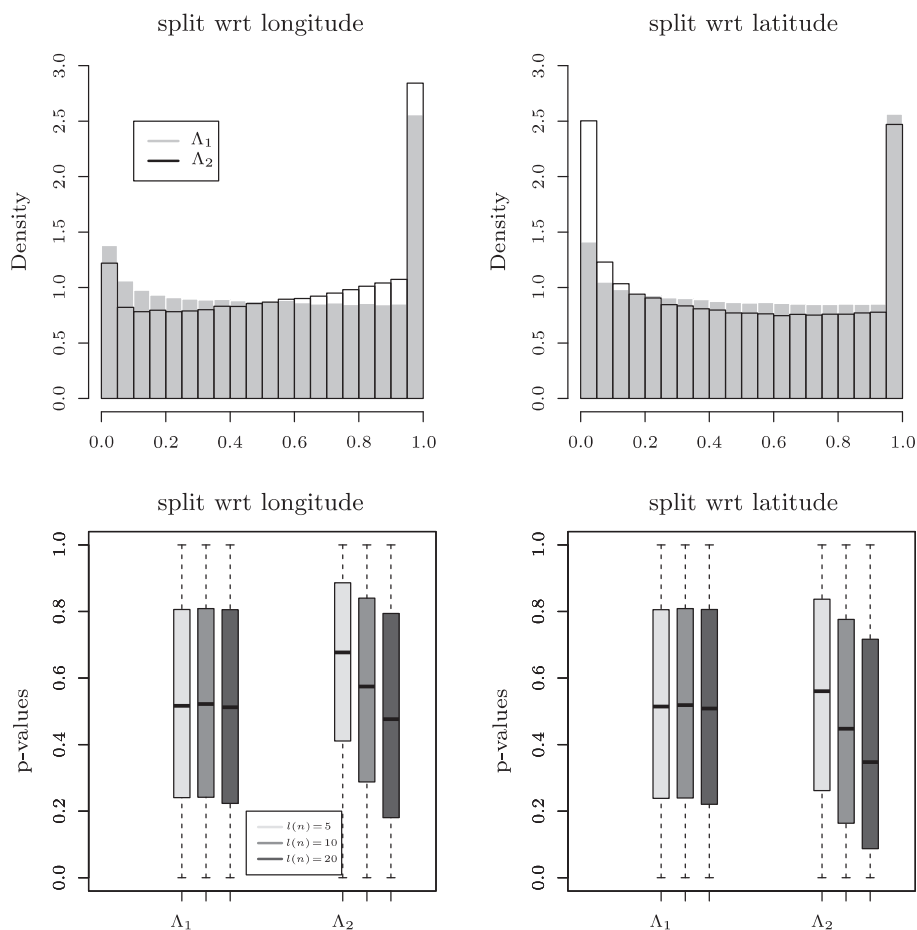 split wrt longitude
split wrt latitude
Density
3.0
2.5
2.0
1.5
1.0
0.5
0.0
Λ1
Λ2
0.0 0.2 0.4 0.6 0.8 1.0
Density
3.0
2.5
2.0
1.5
1.0
0.5
0.0
0.0 0.2 0.4 0.6 0.8 1.0
split wrt longitude
split wrt latitude
p-values
1.0
0.8
0.6
0.4
0.2
0.0
l(n)=5
l(n)=10
l(n)=20
Λ1 Λ2
p-values
1.0
0.8
0.6
0.4
0.2
0.0
Λ1 Λ2